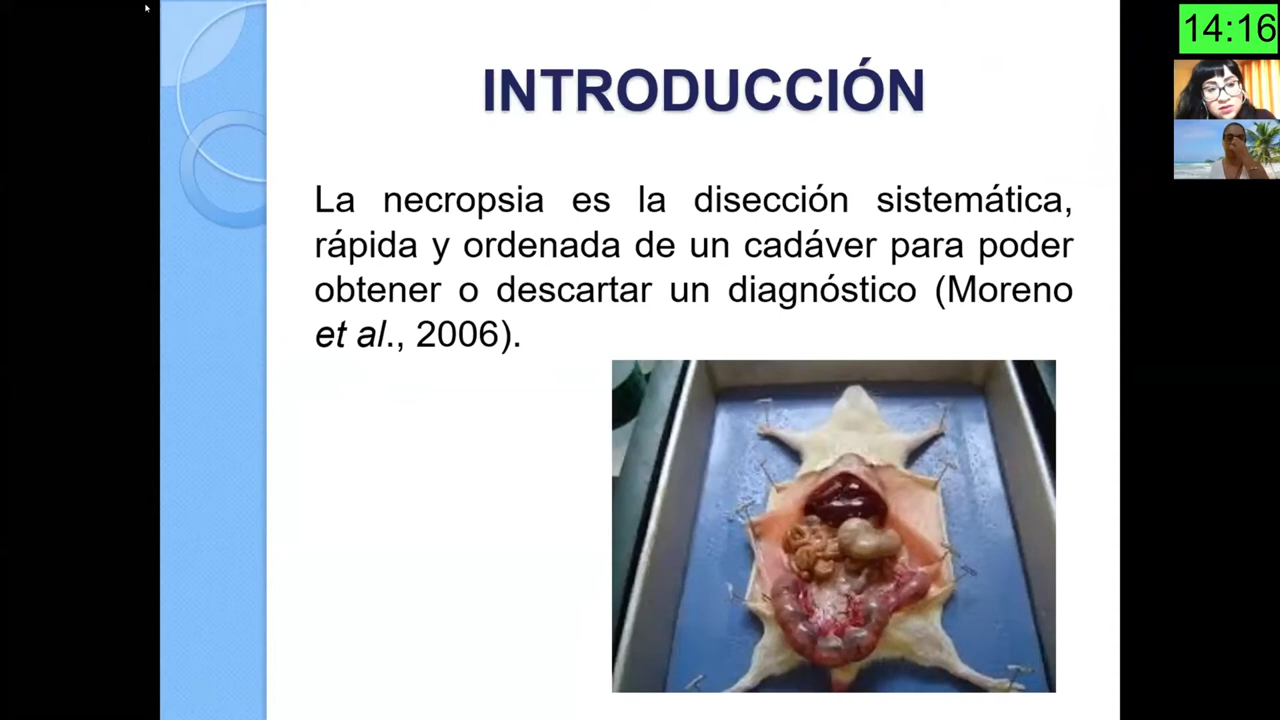 14:16
INTRODUCCIÓN
La necropsia es la disección sistemática,
rápida y ordenada de un cadáver para poder
obtener o descartar un diagnóstico (Moreno
et al., 2006).